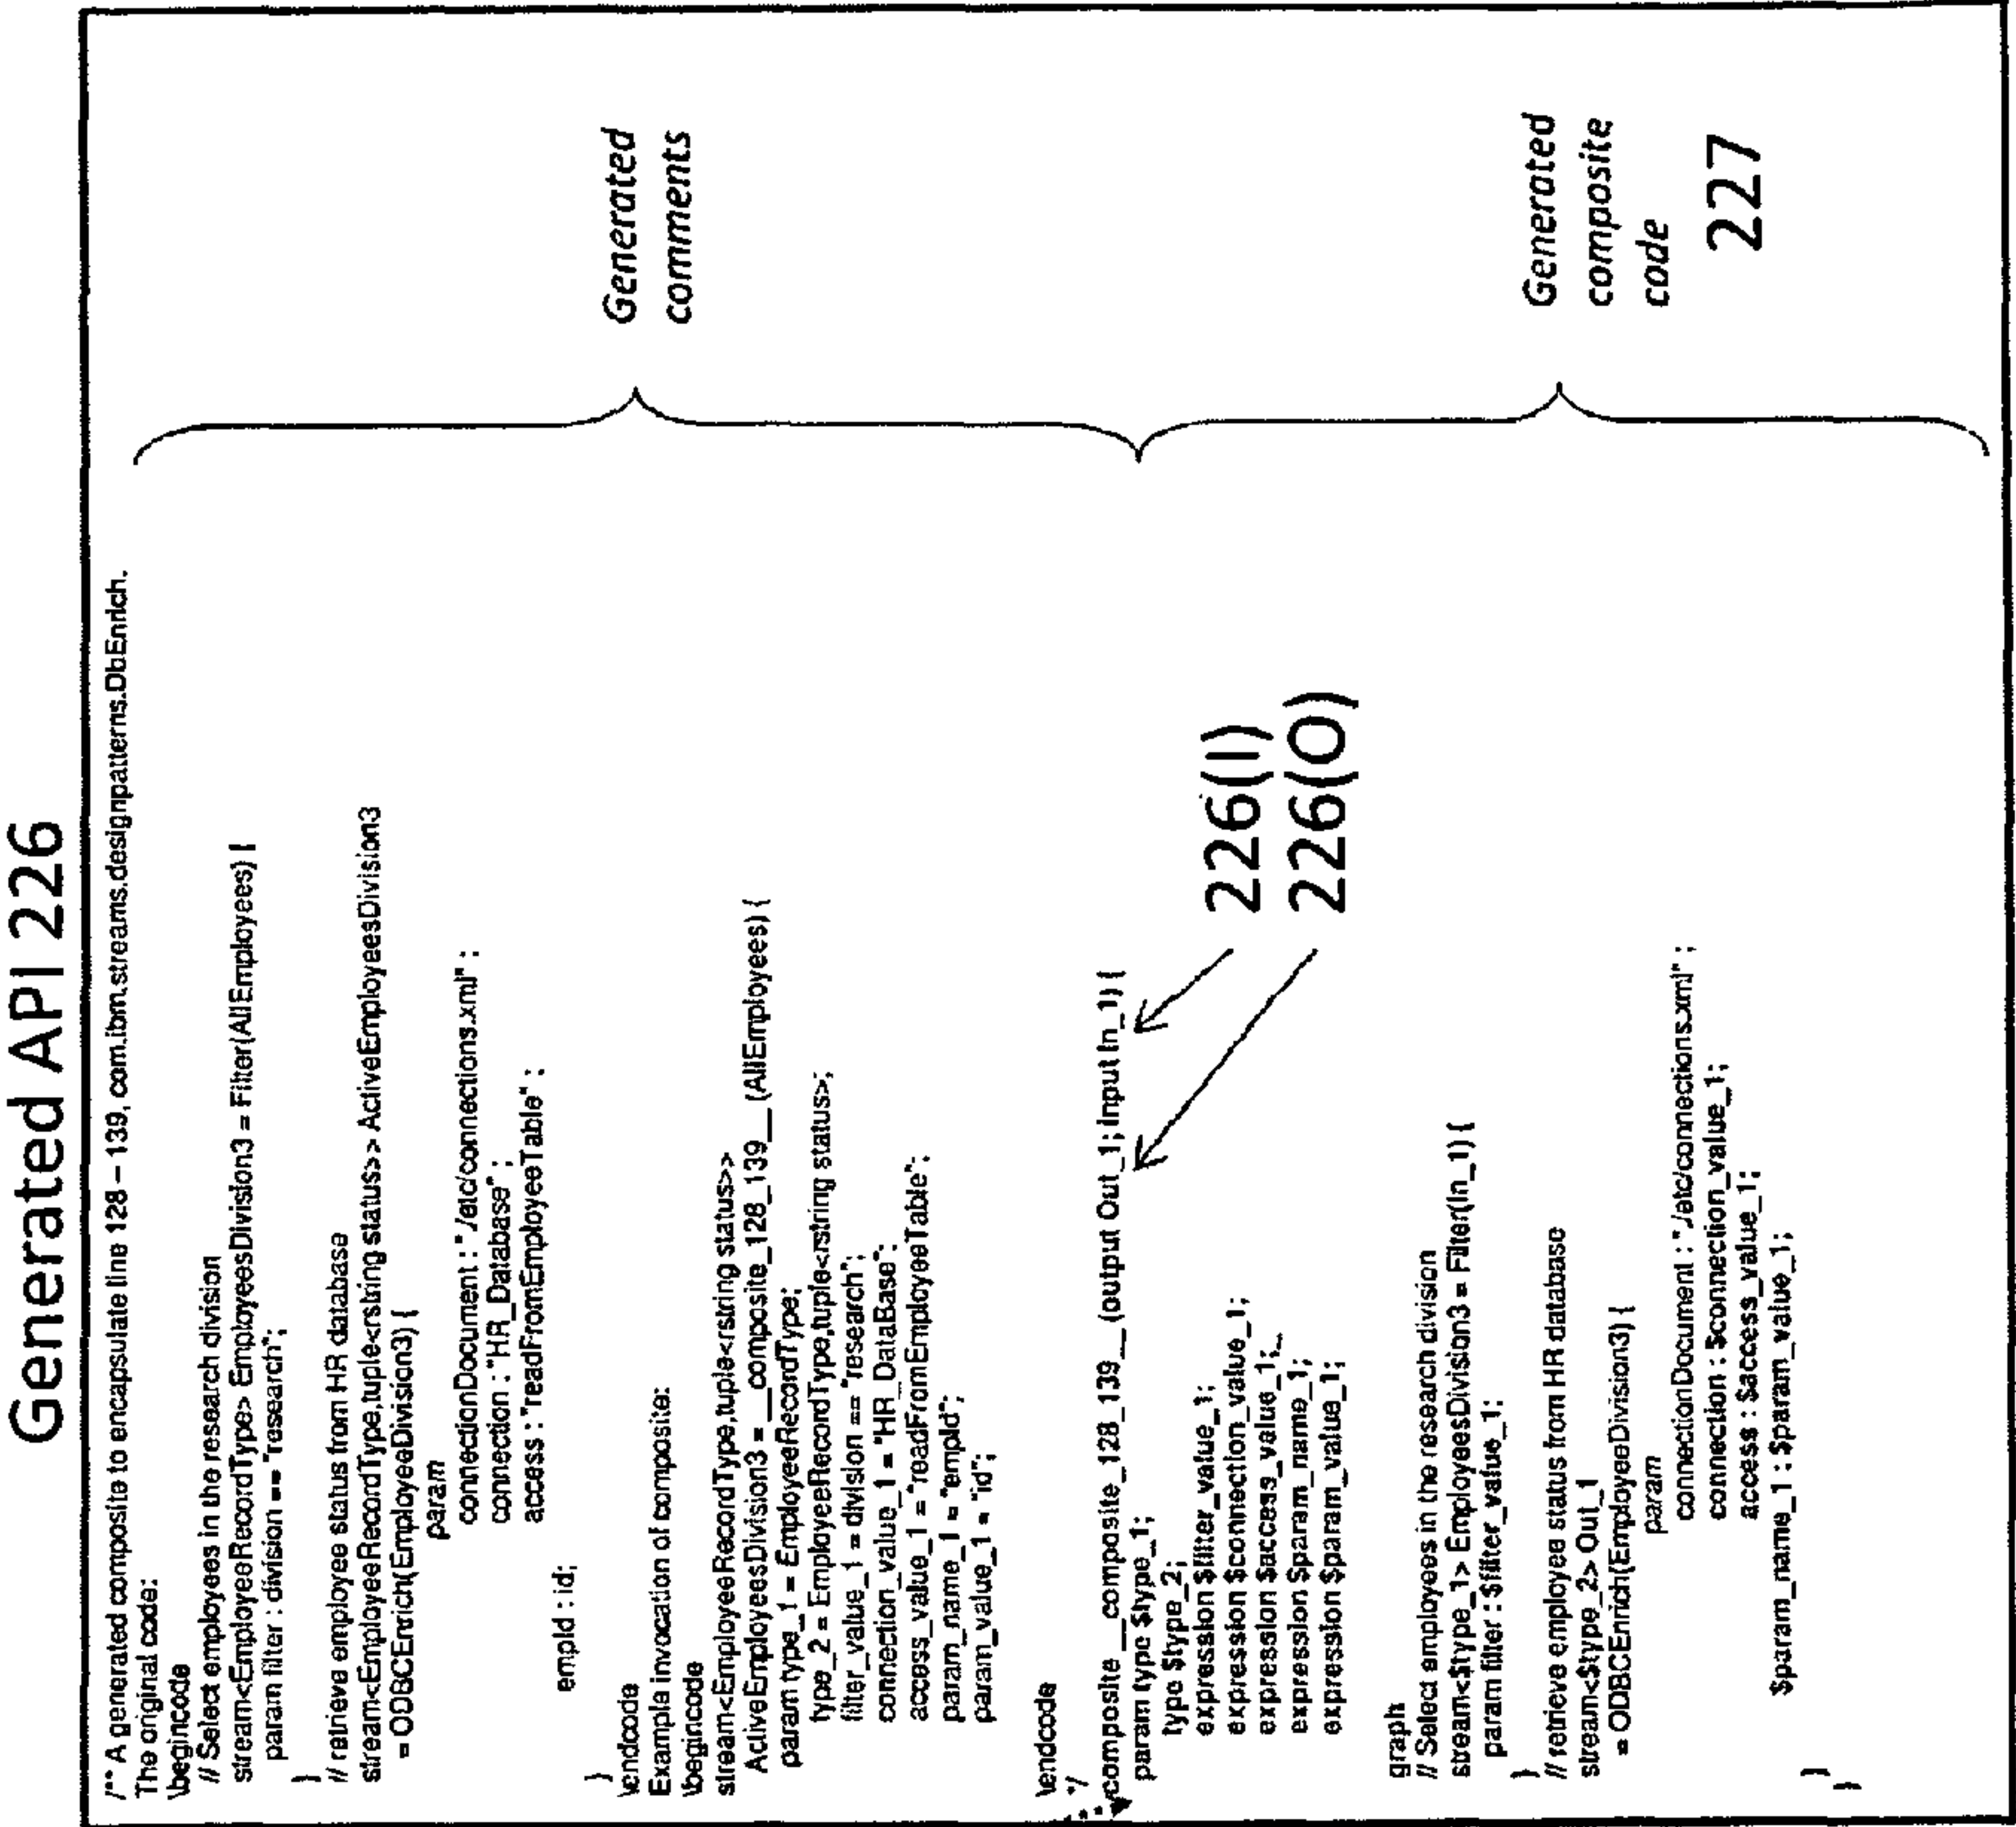 Generated API 226
/** A generated composite to encapsulate line 128 – 139, com.ibm.streams.designpatterns.DbEnrich.
The original code:
\begincode
// Select employees in the research division
stream<EmployeeRecordType> EmployeesDivision3 = Filter(AllEmployees) {
param filter : division == "research";
}
// retrieve employee status from HR database
stream<EmployeeRecordType,tuple<rstring status>> ActiveEmployeesDivision3
= ODBCEnrich(EmployeeDivision3) {
param
connectionDocument : "/etc/connections.xml" ;
connection : "HR_Database" ;
access : "readFromEmployeeTable" ;
empId : id;
}
\endcode
Example invocation of composite:
\begincode
stream<EmployeeRecordType,tuple<rstring status>>
ActiveEmployeesDivision3 = __composite_128_139__(AllEmployees) {
param type_1 = EmployeeRecordType;
type_2 = EmployeeRecordType,tuple<rstring status>;
filter_value_1 = division == "research";
connection_value_1 = "HR_DataBase";
access_value_1 = "readFromEmployeeTable";
param_name_1 = "empId";
param_value_1 = "id";
\endcode
*/
composite __composite_128_139__(output Out_1; input In_1) {
param type $type_1;
type $type_2;
expression $filter_value_1;
expression $connection_value_1;
expression $access_value_1;
expression $param_name_1;
expression $param_value_1;
graph
// Select employees in the research division
stream<$type_1> EmployeesDivision3 = Filter(In_1) {
param filter : $filter_value_1;
}
// retrieve employee status from HR database
stream<$type_2> Out_1
= ODBCEnrich(EmployeeDivision3) {
param
connectionDocument : "/etc/connections.xml" ;
connection : $connection_value_1;
access : $access_value_1;
$param_name_1 : $param_value_1;
}
}
226(I)
226(O)
Generated
comments
Generated
composite
code
227